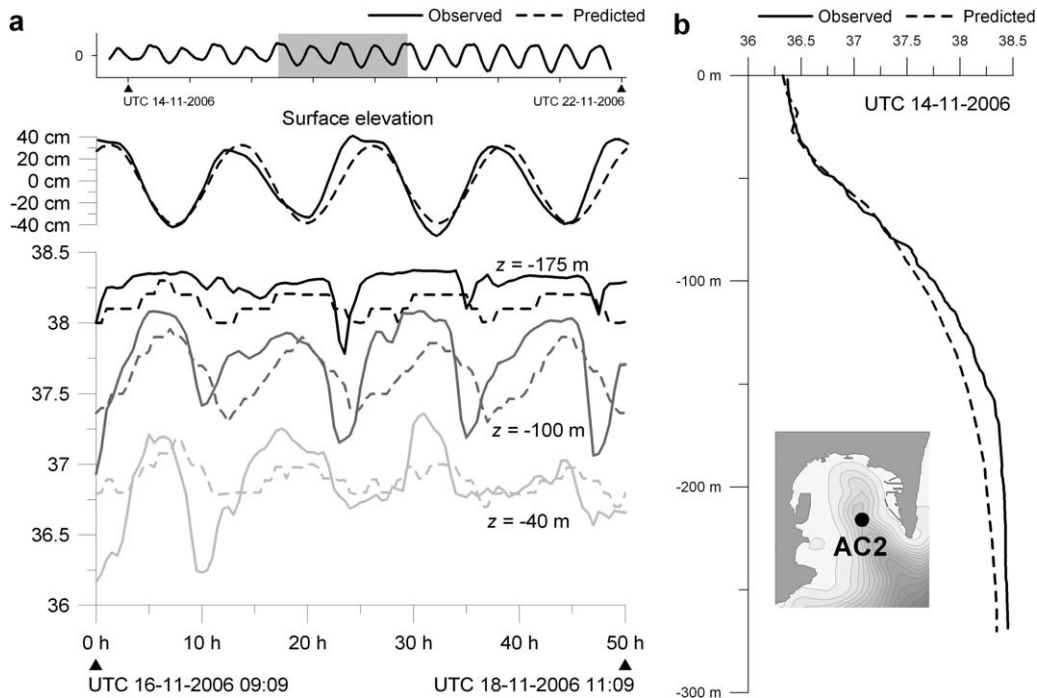 a
Observed
Predicted
0
UTC 14-11-2006
UTC 22-11-2006
Surface elevation
40 cm
20 cm
0 cm
-20 cm
-40 cm
38.5
38
37.5
37
36.5
36
z = -175 m
z = -100 m
z = -40 m
0 h
10 h
20 h
30 h
40 h
50 h
UTC 16-11-2006 09:09
UTC 18-11-2006 11:09
b
Observed
Predicted
36
36.5
37
37.5
38
38.5
UTC 14-11-2006
0 m
-100 m
-200 m
-300 m
AC2